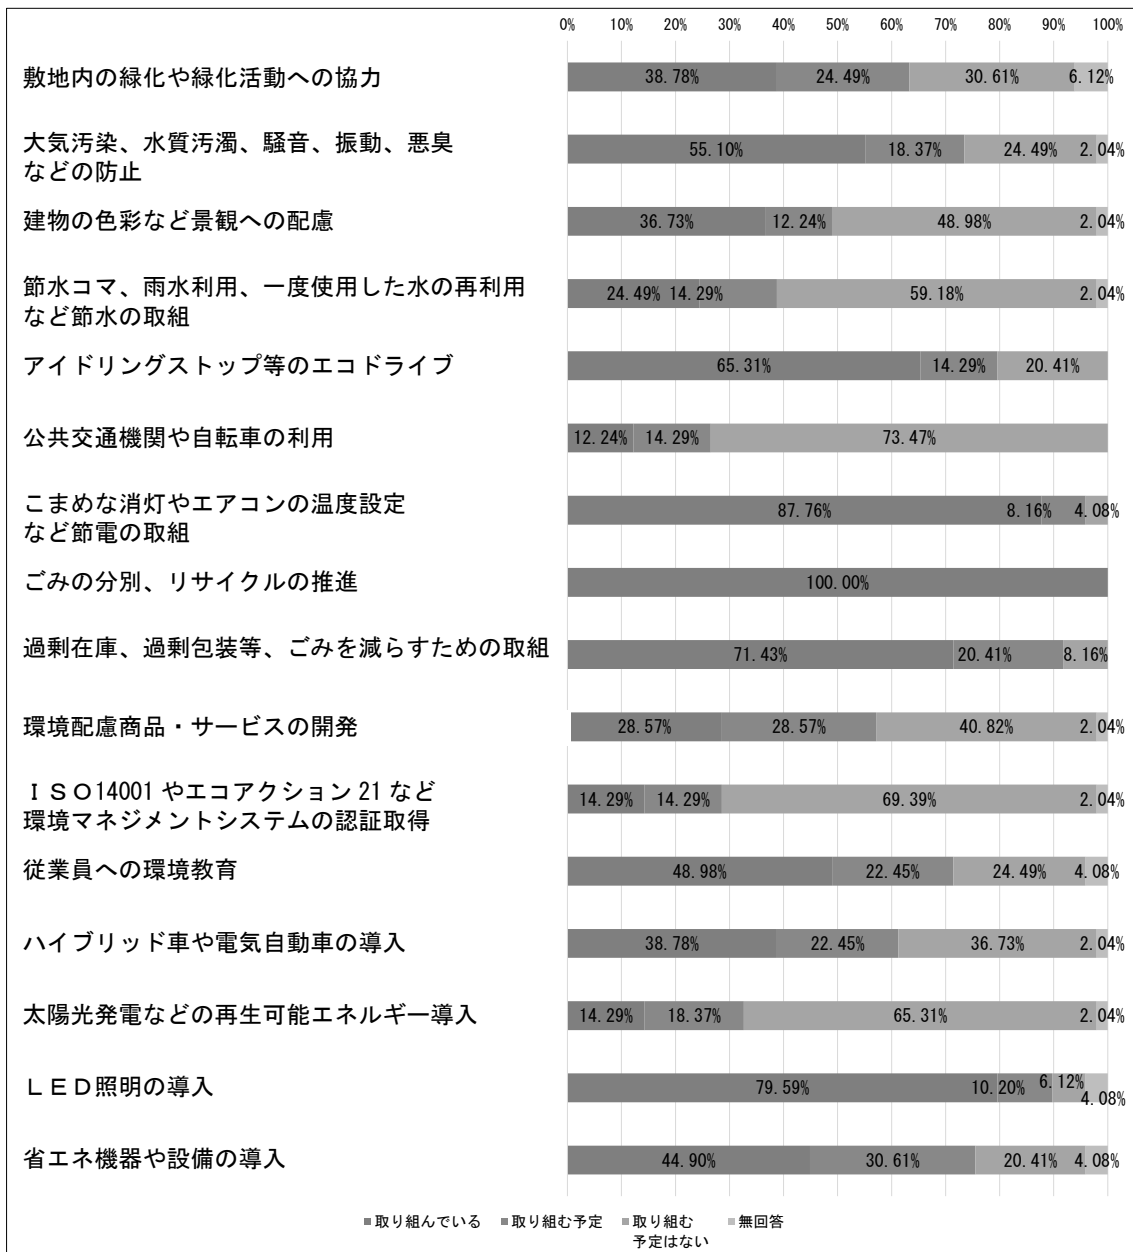 0% 10% 20% 30% 40% 50% 60% 70% 80% 90% 100%
敷地内の緑化や緑化活動への協力
38.78% 24.49% 30.61% 6.12%
大気汚染、水質汚濁、騒音、振動、悪臭
などの防止
55.10% 18.37% 24.49% 2.04%
建物の色彩など景観への配慮
36.73% 12.24% 48.98% 2.04%
節水コマ、雨水利用、一度使用した水の再利用
など節水の取組
24.49% 14.29% 59.18% 2.04%
アイドリングストップ等のエコドライブ
65.31% 14.29% 20.41%
公共交通機関や自転車の利用
12.24% 14.29% 73.47%
こまめな消灯やエアコンの温度設定
など節電の取組
87.76% 8.16% 4.08%
ごみの分別、リサイクルの推進
100.00%
過剰在庫、過剰包装等、ごみを減らすための取組
71.43% 20.41% 8.16%
環境配慮商品・サービスの開発
28.57% 28.57% 40.82% 2.04%
ＩＳＯ14001 やエコアクション 21 など
環境マネジメントシステムの認証取得
14.29% 14.29% 69.39% 2.04%
従業員への環境教育
48.98% 22.45% 24.49% 4.08%
ハイブリッド車や電気自動車の導入
38.78% 22.45% 36.73% 2.04%
太陽光発電などの再生可能エネルギー導入
14.29% 18.37% 65.31% 2.04%
ＬＥＤ照明の導入
79.59% 10.20% 6.12% 4.08%
省エネ機器や設備の導入
44.90% 30.61% 20.41% 4.08%
取り組んでいる 取り組む予定 取り組む 無回答
予定はない